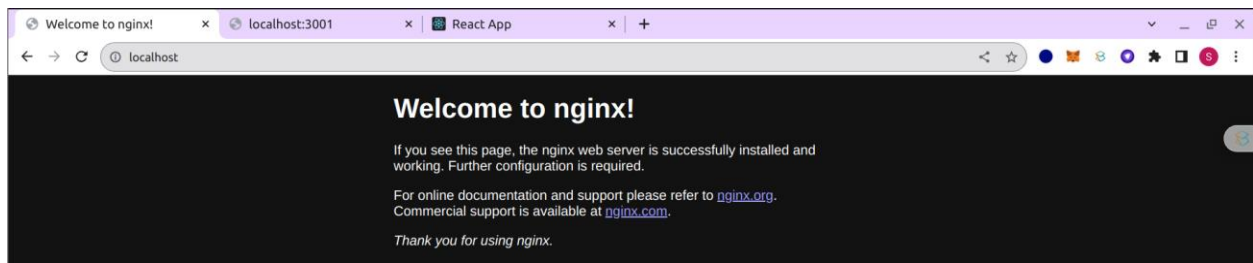 Welcome to nginx!
localhost:3001
React App
localhost
S
Welcome to nginx!
If you see this page, the nginx web server is successfully installed and
working. Further configuration is required.
For online documentation and support please refer to nginx.org.
Commercial support is available at nginx.com.
Thank you for using nginx.